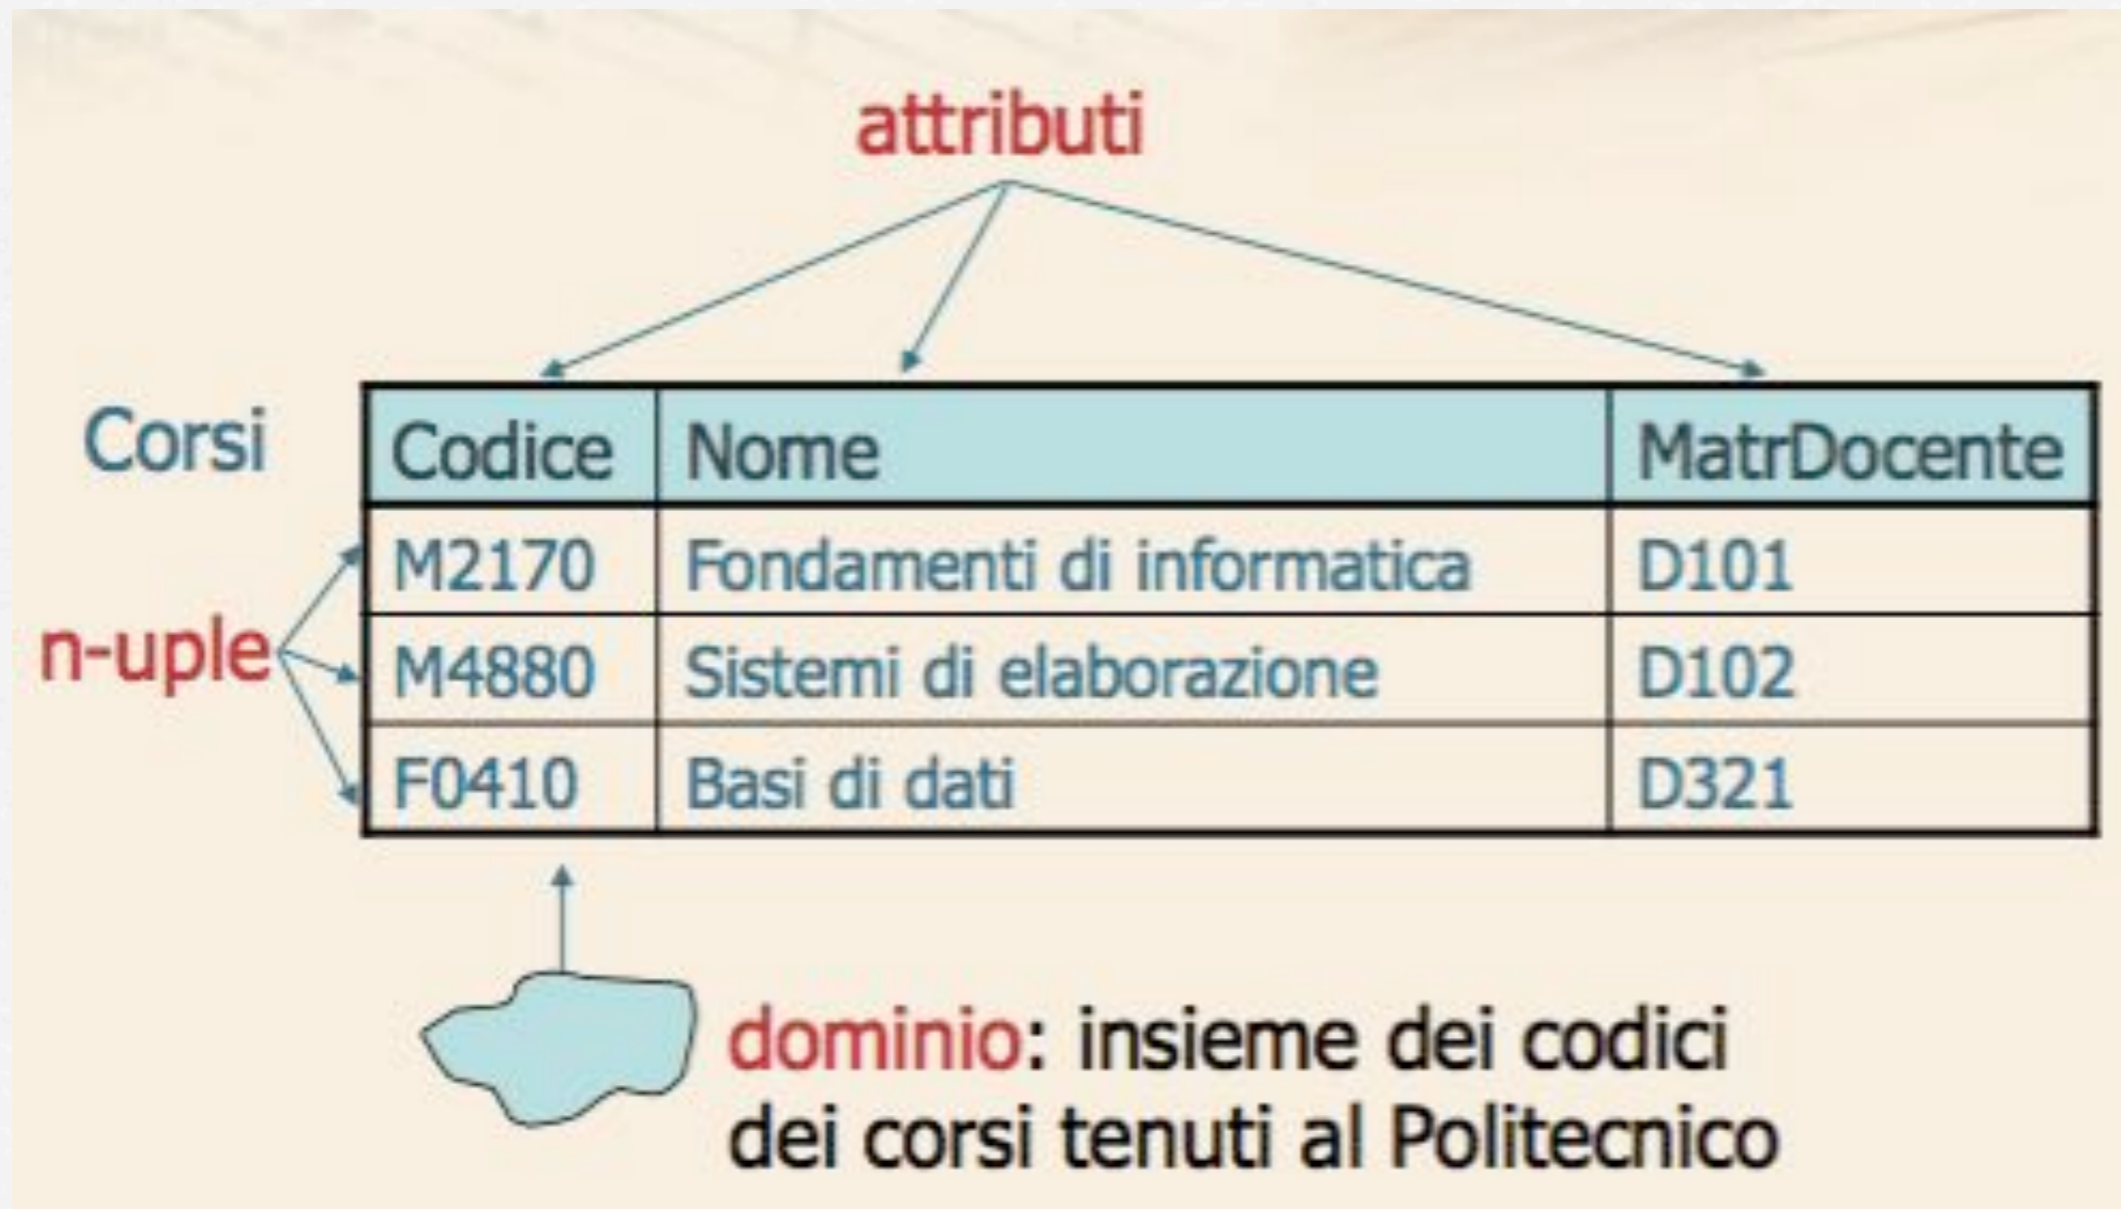 attributi
Corsi
Codice Nome MatrDocente
M2170 Fondamenti di informatica D101
n-uple
M4880 Sistemi di elaborazione D102
F0410 Basi di dati D321
dominio: insieme dei codici
dei corsi tenuti al Politecnico